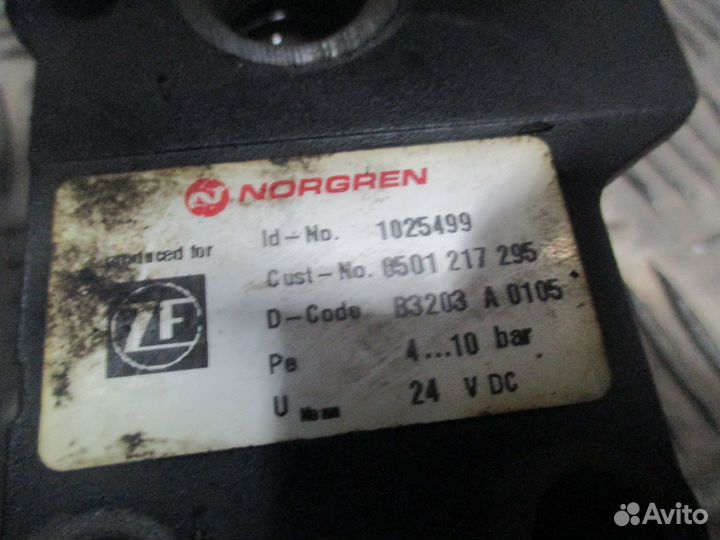 NORGREN
produced for
ZF
Id-No. 1025499
Cust-No. 0501 217 295
D-Code B3203 A 0105
Pe 4...10 bar
U Nenn 24 V DC
Avito